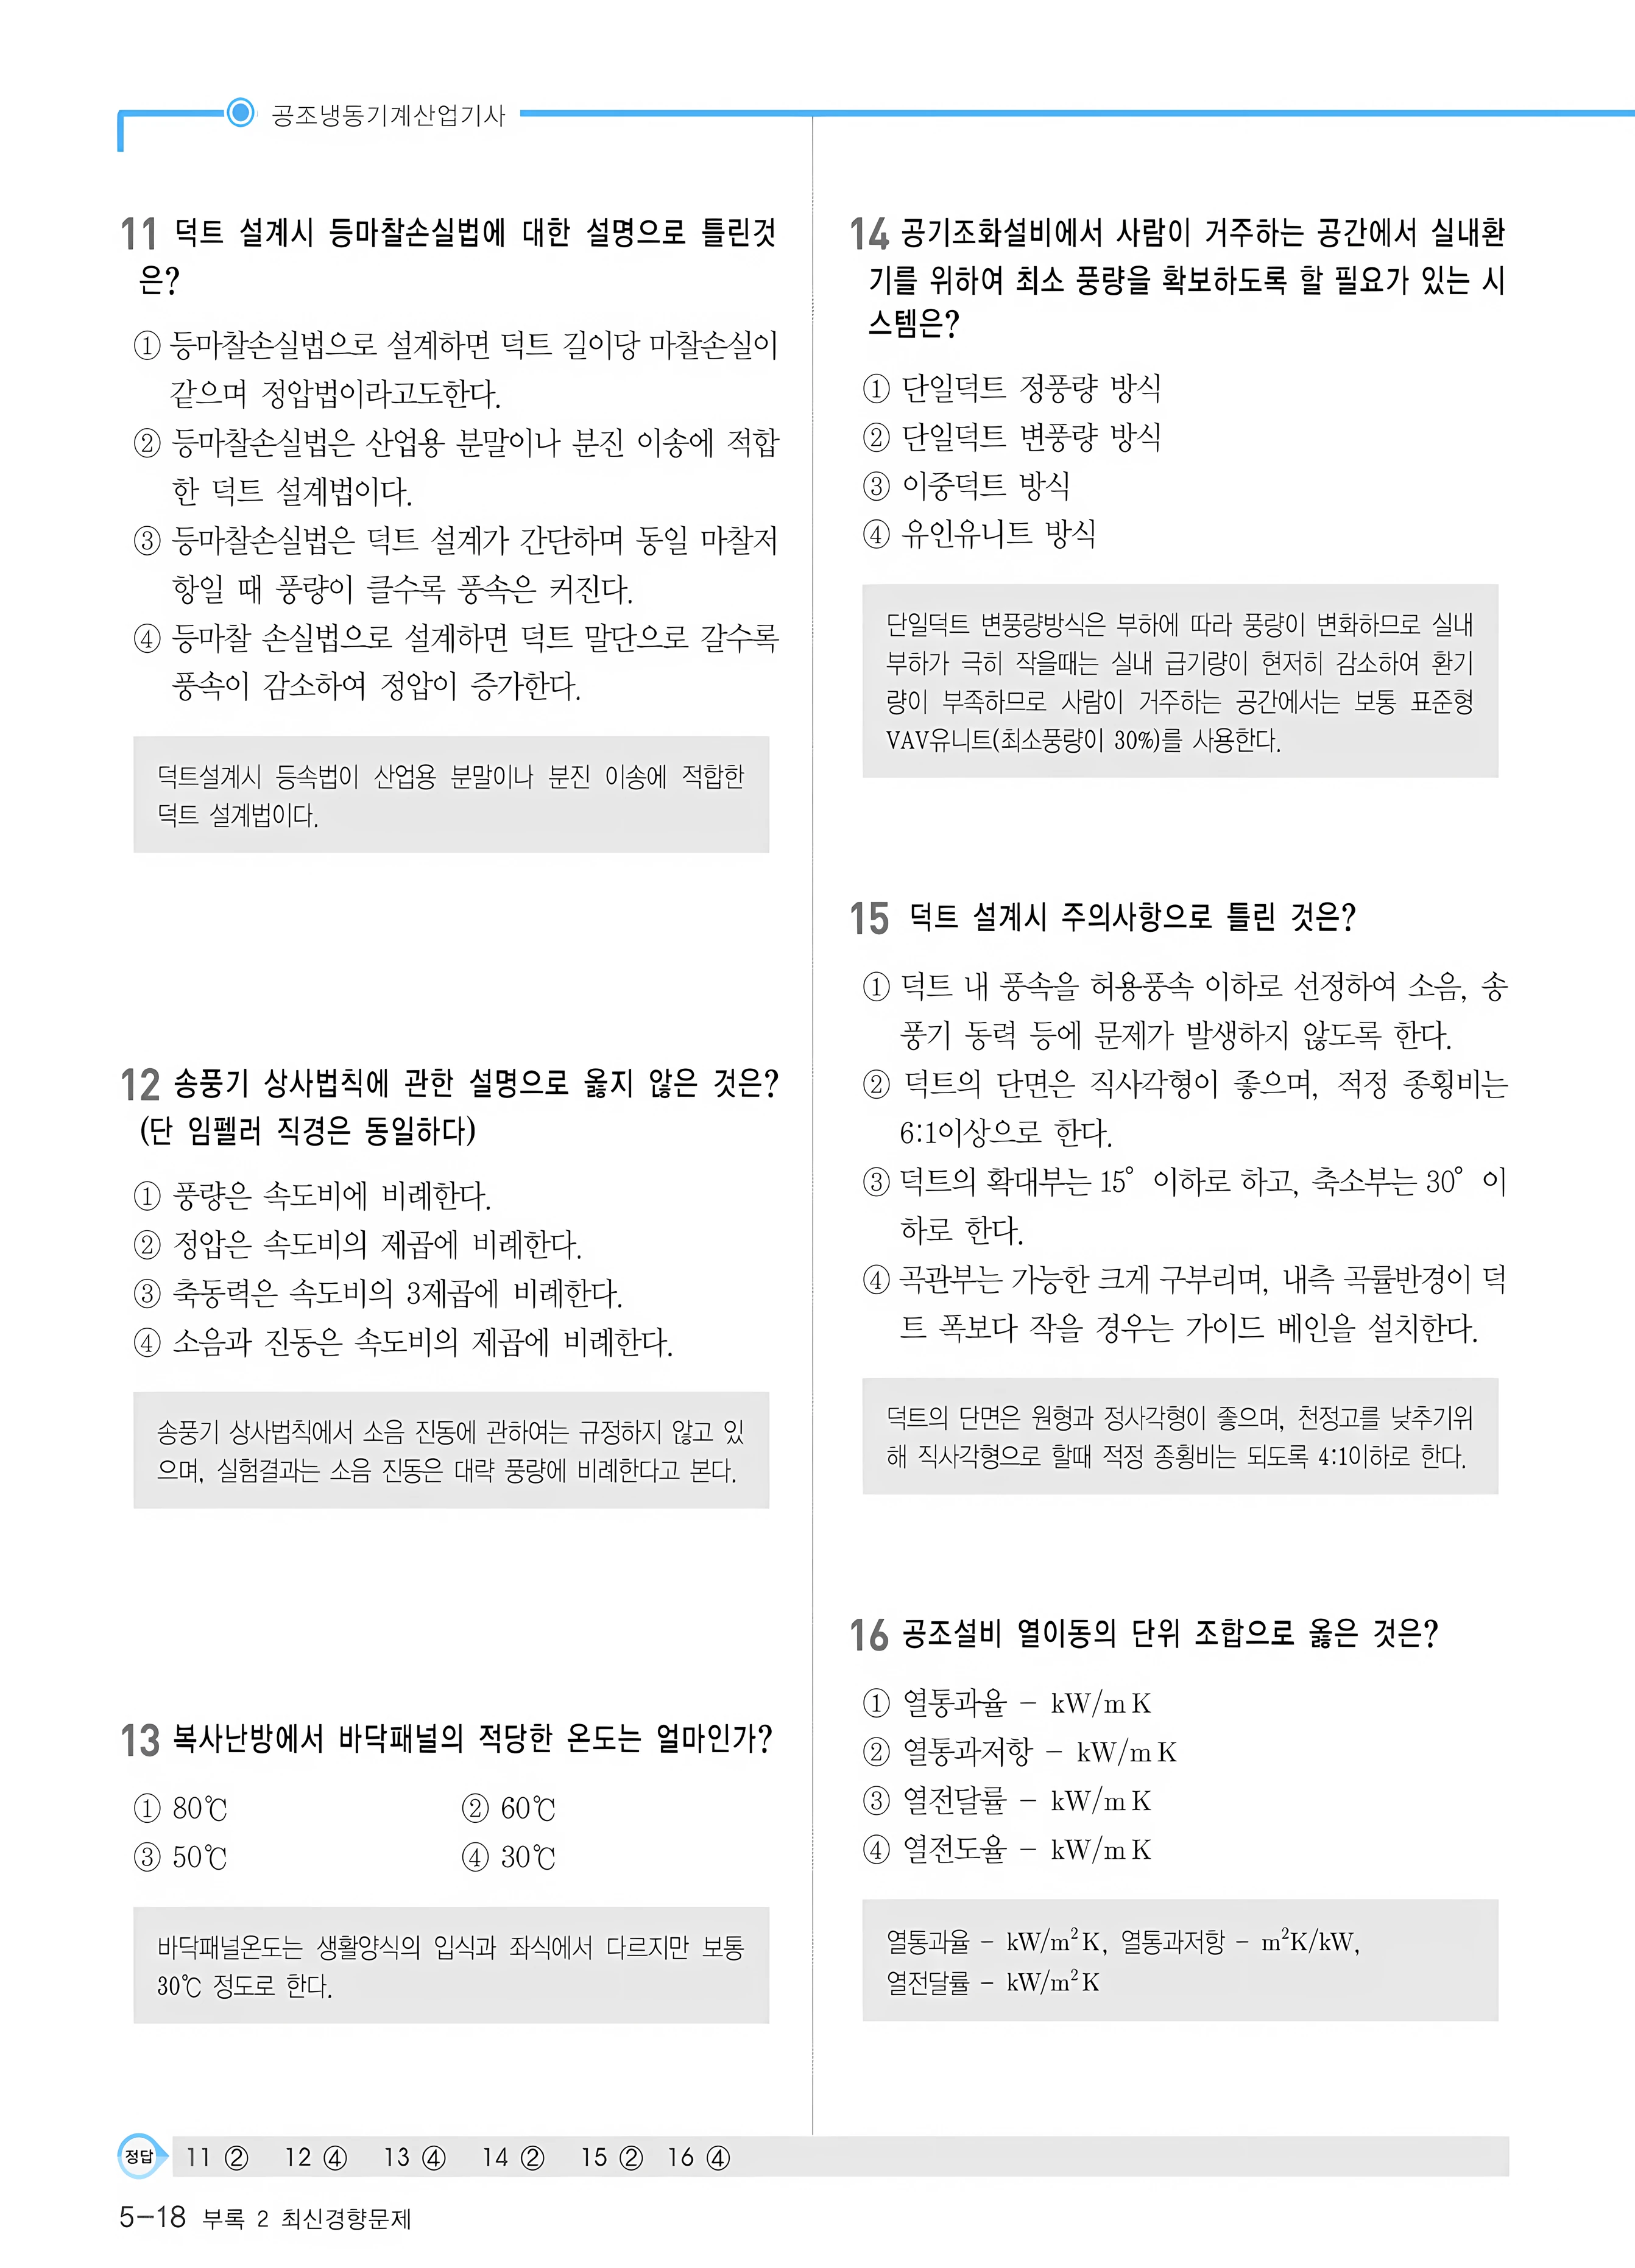 공조냉동기계산업기사
11 덕트 설계시 등마찰손실법에 대한 설명으로 틀린것
은?
① 등마찰손실법으로 설계하면 덕트 길이당 마찰손실이
같으며 정압법이라고도한다.
② 등마찰손실법은 산업용 분말이나 분진 이송에 적합
한 덕트 설계법이다.
③ 등마찰손실법은 덕트 설계가 간단하며 동일 마찰저
항일 때 풍량이 클수록 풍속은 커진다.
④ 등마찰 손실법으로 설계하면 덕트 말단으로 갈수록
풍속이 감소하여 정압이 증가한다.
덕트설계시 등속법이 산업용 분말이나 분진 이송에 적합한
덕트 설계법이다.
12 송풍기 상사법칙에 관한 설명으로 옳지 않은 것은?
(단 임펠러 직경은 동일하다)
① 풍량은 속도비에 비례한다.
② 정압은 속도비의 제곱에 비례한다.
③ 축동력은 속도비의 3제곱에 비례한다.
④ 소음과 진동은 속도비의 제곱에 비례한다.
송풍기 상사법칙에서 소음 진동에 관하여는 규정하지 않고 있
으며, 실험결과는 소음 진동은 대략 풍량에 비례한다고 본다.
13 복사난방에서 바닥패널의 적당한 온도는 얼마인가?
① 80℃ ② 60℃
③ 50℃ ④ 30℃
바닥패널온도는 생활양식의 입식과 좌식에서 다르지만 보통
30℃ 정도로 한다.
14 공기조화설비에서 사람이 거주하는 공간에서 실내환
기를 위하여 최소 풍량을 확보하도록 할 필요가 있는 시
스템은?
① 단일덕트 정풍량 방식
② 단일덕트 변풍량 방식
③ 이중덕트 방식
④ 유인유니트 방식
단일덕트 변풍량방식은 부하에 따라 풍량이 변화하므로 실내
부하가 극히 작을때는 실내 급기량이 현저히 감소하여 환기
량이 부족하므로 사람이 거주하는 공간에서는 보통 표준형
VAV유니트(최소풍량이 30%)를 사용한다.
15 덕트 설계시 주의사항으로 틀린 것은?
① 덕트 내 풍속을 허용풍속 이하로 선정하여 소음, 송
풍기 동력 등에 문제가 발생하지 않도록 한다.
② 덕트의 단면은 직사각형이 좋으며, 적정 종횡비는
6:1이상으로 한다.
③ 덕트의 확대부는 15° 이하로 하고, 축소부는 30° 이
하로 한다.
④ 곡관부는 가능한 크게 구부리며, 내측 곡률반경이 덕
트 폭보다 작을 경우는 가이드 베인을 설치한다.
덕트의 단면은 원형과 정사각형이 좋으며, 천정고를 낮추기위
해 직사각형으로 할때 적정 종횡비는 되도록 4:1이하로 한다.
16 공조설비 열이동의 단위 조합으로 옳은 것은?
① 열통과율 - kW/m K
② 열통과저항 - kW/m K
③ 열전달률 - kW/m K
④ 열전도율 - kW/m K
열통과율 - kW/m²K, 열통과저항 - m²K/kW,
열전달률 - kW/m²K
정답 11 ② 12 ④ 13 ④ 14 ② 15 ② 16 ④
5-18 부록 2 최신경향문제